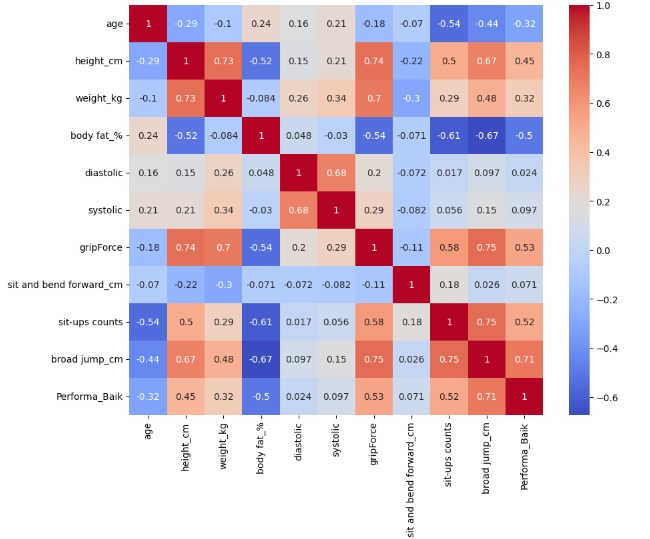 age 1 -0.29 -0.1 0.24 0.16 0.21 -0.18 -0.07 -0.54 -0.44 -0.32
height_cm -0.29 1 0.73 -0.52 0.15 0.21 0.74 -0.22 0.5 0.67 0.45
weight_kg -0.1 0.73 1 -0.084 0.26 0.34 0.7 -0.3 0.29 0.48 0.32
body fat_% 0.24 -0.52 -0.084 1 0.048 -0.03 -0.54 -0.071 -0.61 -0.67 -0.5
diastolic 0.16 0.15 0.26 0.048 1 0.68 0.2 -0.072 0.017 0.097 0.024
systolic 0.21 0.21 0.34 -0.03 0.68 1 0.29 -0.082 0.056 0.15 0.097
gripForce -0.18 0.74 0.7 -0.54 0.2 0.29 1 -0.11 0.58 0.75 0.53
sit and bend forward_cm -0.07 -0.22 -0.3 -0.071 -0.072 -0.082 -0.11 1 0.18 0.026 0.071
sit-ups counts -0.54 0.5 0.29 -0.61 0.017 0.056 0.58 0.18 1 0.75 0.52
broad jump_cm -0.44 0.67 0.48 -0.67 0.097 0.15 0.75 0.026 0.75 1 0.71
Performa_Baik -0.32 0.45 0.32 -0.5 0.024 0.097 0.53 0.071 0.52 0.71 1
age
height_cm
weight_kg
body fat_%
diastolic
systolic
gripForce
sit and bend forward_cm
sit-ups counts
broad jump_cm
Performa_Baik
1.0
0.8
0.6
0.4
0.2
0.0
−0.2
−0.4
−0.6